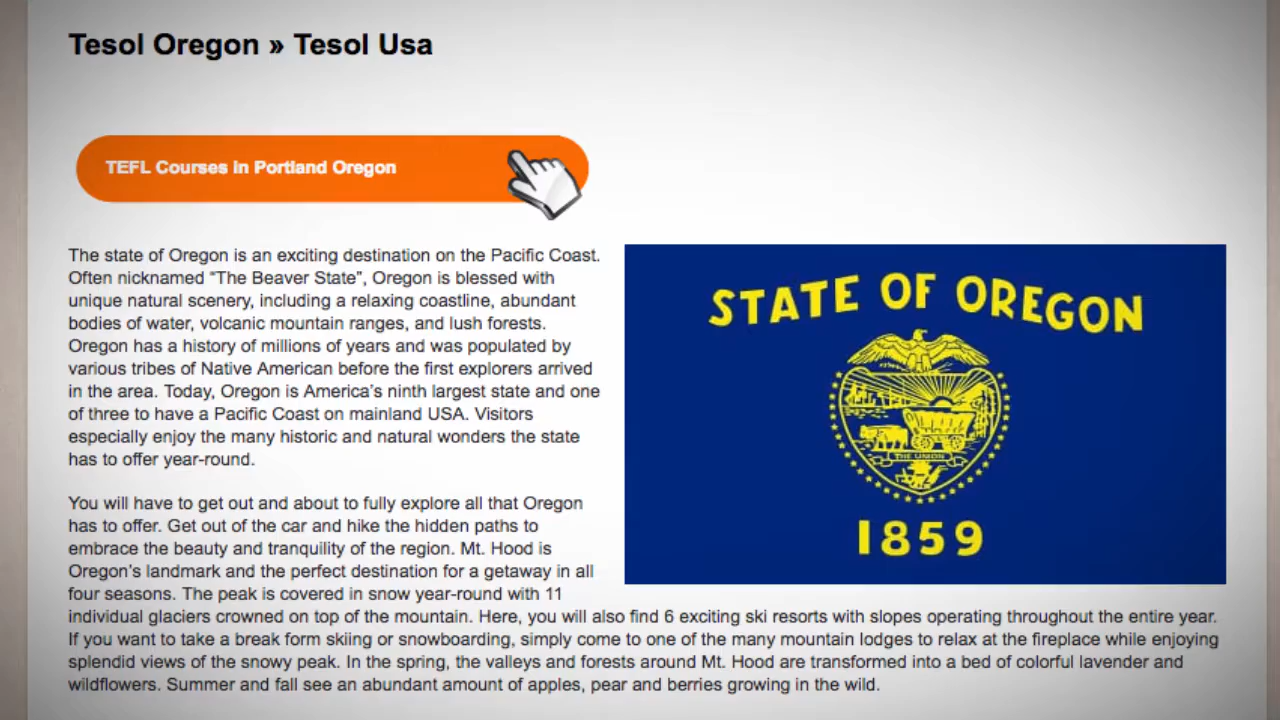 Tesol Oregon » Tesol Usa
TEFL Courses in Portland Oregon
The state of Oregon is an exciting destination on the Pacific Coast.
Often nicknamed “The Beaver State”, Oregon is blessed with
unique natural scenery, including a relaxing coastline, abundant
bodies of water, volcanic mountain ranges, and lush forests.
Oregon has a history of millions of years and was populated by
various tribes of Native American before the first explorers arrived
in the area. Today, Oregon is America’s ninth largest state and one
of three to have a Pacific Coast on mainland USA. Visitors
especially enjoy the many historic and natural wonders the state
has to offer year-round.
You will have to get out and about to fully explore all that Oregon
has to offer. Get out of the car and hike the hidden paths to
embrace the beauty and tranquility of the region. Mt. Hood is
Oregon’s landmark and the perfect destination for a getaway in all
four seasons. The peak is covered in snow year-round with 11
individual glaciers crowned on top of the mountain. Here, you will also find 6 exciting ski resorts with slopes operating throughout the entire year.
If you want to take a break form skiing or snowboarding, simply come to one of the many mountain lodges to relax at the fireplace while enjoying
splendid views of the snowy peak. In the spring, the valleys and forests around Mt. Hood are transformed into a bed of colorful lavender and
wildflowers. Summer and fall see an abundant amount of apples, pear and berries growing in the wild.
STATE OF OREGON
THE UNION
1859